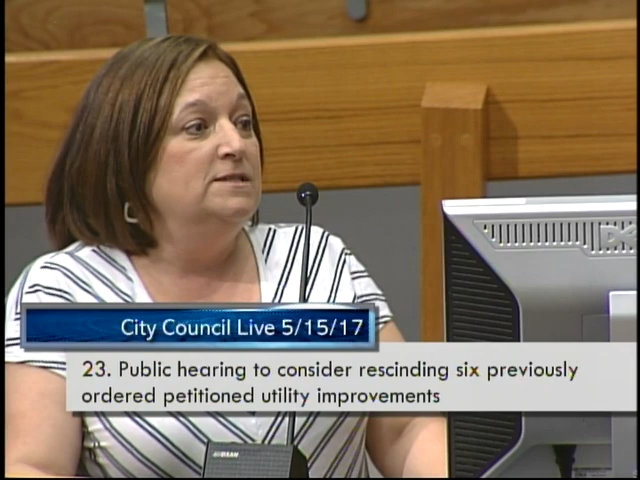 City Council Live 5/15/17
23. Public hearing to consider rescinding six previously
ordered petitioned utility improvements